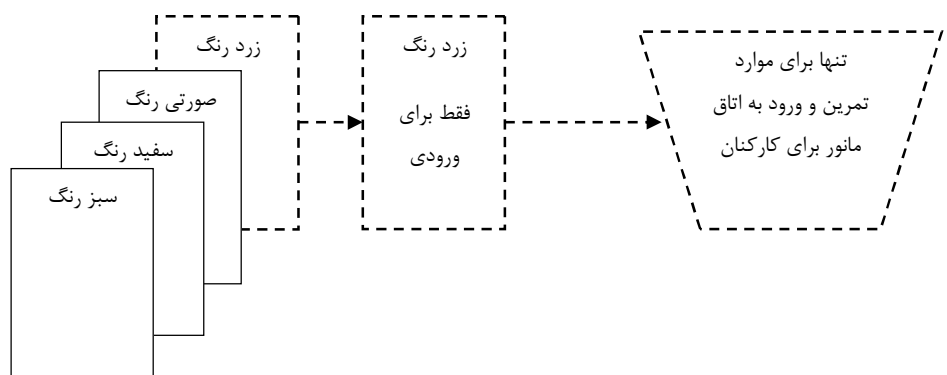 زرد رنگ
صورتی رنگ
سفید رنگ
سبز رنگ
زرد رنگ
فقط برای
ورودی
تنها برای موارد
تمرین و ورود به اتاق
مانور برای کارکنان